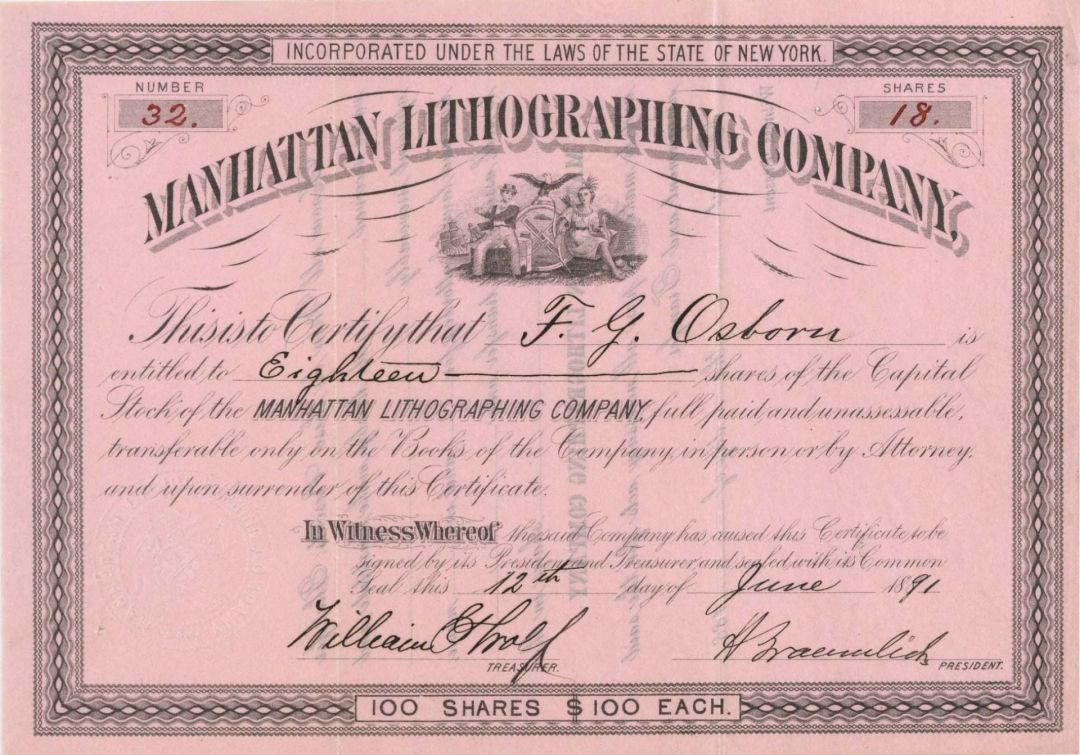 INCORPORATED UNDER THE LAWS OF THE STATE OF NEW YORK.
NUMBER
32.
SHARES
18.
MANHATTAN LITHOGRAPHING COMPANY,
This is to Certify that F. G. Osborn is
entitled to Eighteen shares of the Capital
Stock of the MANHATTAN LITHOGRAPHING COMPANY, full paid and unassessable,
transferable only on the Books of the Company, in person or by Attorney,
and upon surrender of this Certificate.
In Witness Whereof the said Company has caused this Certificate to be
signed by its President and Treasurer and sealed with its Common
Seal this 12th day of June 1891
William
TREASURER.
PRESIDENT.
100 SHARES $100 EACH.